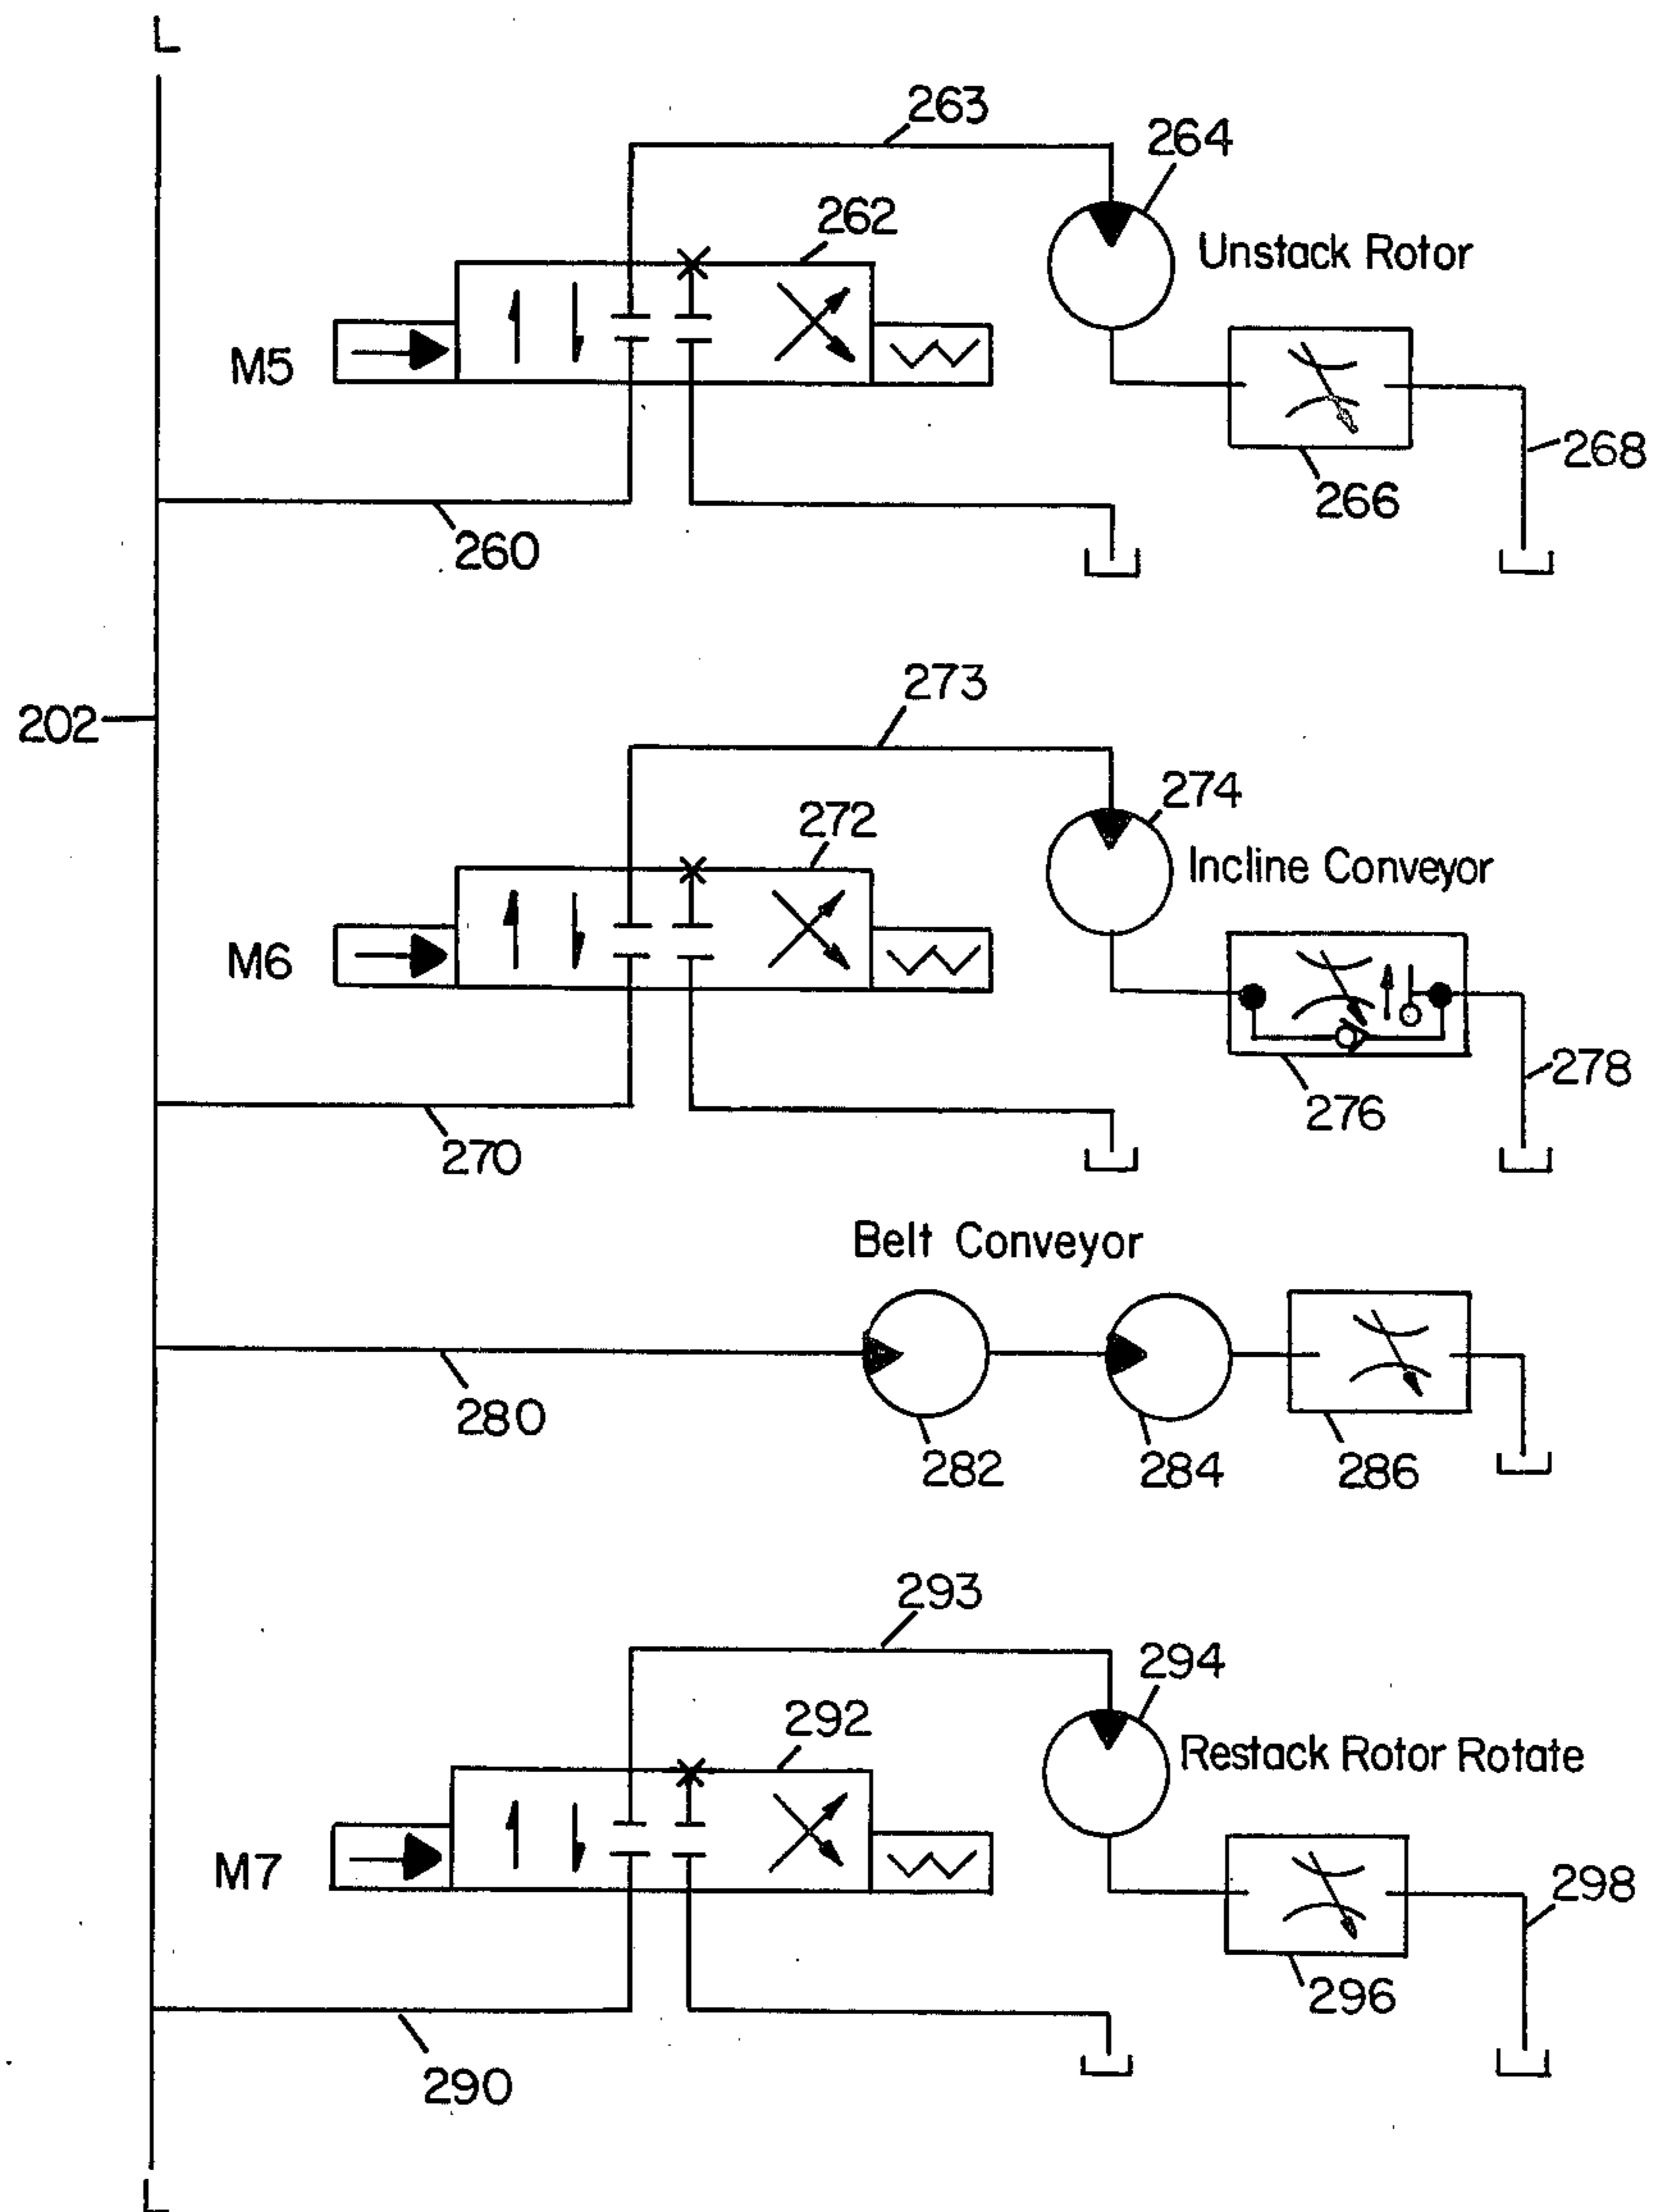 L
263
264
262
Unstack Rotor
M5
268
266
260
273
202
274
272
Incline Conveyor
M6
278
276
270
Belt Conveyor
280
282
284
286
293
294
292
Restack Rotor Rotate
M7
298
296
290
L